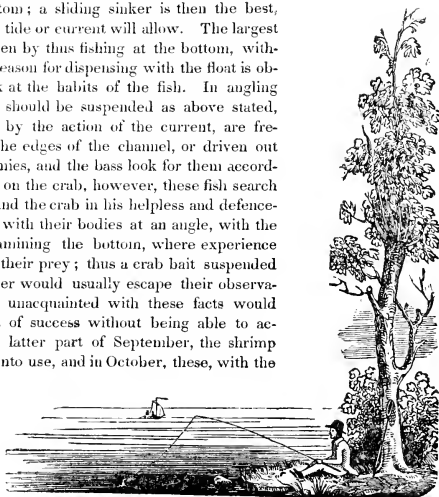 tom; a sliding sinker is then the best,
tide or current will allow. The largest
en by thus fishing at the bottom, with-
eason for dispensing with the float is ob-
at the habits of the fish. In angling
should be suspended as above stated,
by the action of the current, are fre-
he edges of the channel, or driven out
nies, and the bass look for them accord-
on the crab, however, these fish search
nd the crab in his helpless and defence-
with their bodies at an angle, with the
amining the bottom, where experience
their prey; thus a crab bait suspended
er would usually escape their observa-
unacquainted with these facts would
of success without being able to ac-
latter part of September, the shrimp
nto use, and in October, these, with the